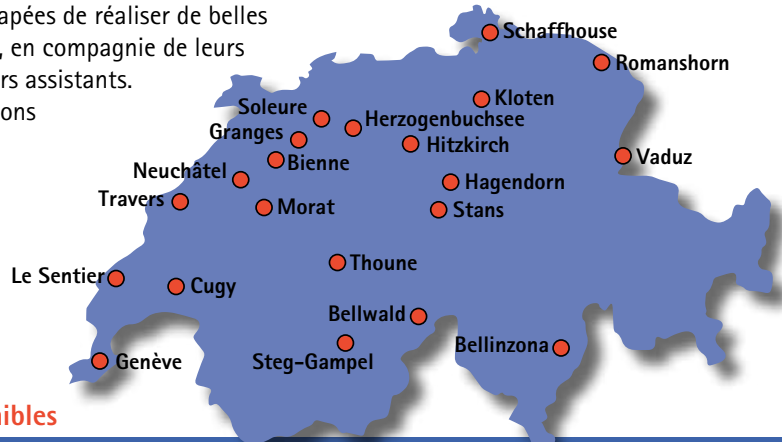 apées de réaliser de belles
, en compagnie de leurs
rs assistants.
ons
Schaffhouse
Romanshorn
Kloten
Soleure
Herzogenbuchsee
Granges
Hitzkirch
Bienne
Vaduz
Neuchâtel
Hagendorn
Travers
Morat
Stans
Thoune
Le Sentier
Cugy
Bellwald
Bellinzona
Genève
Steg-Gampel
ibles